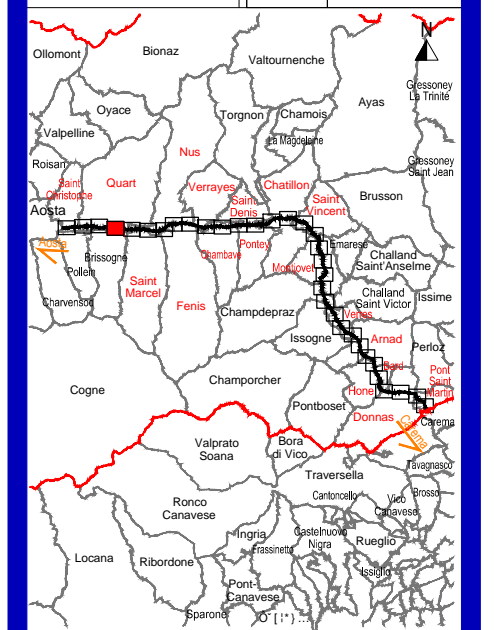 N
Ollomont
Bionaz
Valtournenche
Gressoney
La Trinité
Ayas
Oyace
Torgnon
Chamois
Valpelline
La Magdeleine
Nus
Roisan
Gressoney
Saint Jean
Saint
Christophe
Quart
Verrayes
Chatillon
Brusson
Saint
Denis
Saint
Vincent
Aosta
Aosta
Chambave
Pontey
Emarese
Brissogne
Pollein
Challand
Saint'Anselme
Montjovet
Saint
Marcel
Charvensod
Fenis
Challand
Saint Victor
Issime
Champdepraz
Verres
Issogne
Arnad
Perloz
Bard
Pont
Saint
Martin
Champorcher
Cogne
Hone
Pontboset
Donnas
Carema
Carema
Valprato
Soana
Bora
di Vico
Tavagnasco
Traversella
Cantoncello
Brosso
Vico
Canavese
Ronco
Canavese
Ingria
Castelnuovo
Nigra
Rueglio
Frassinetto
Locana
Ribordone
Issiglio
Pont-
Canavese
Sparone